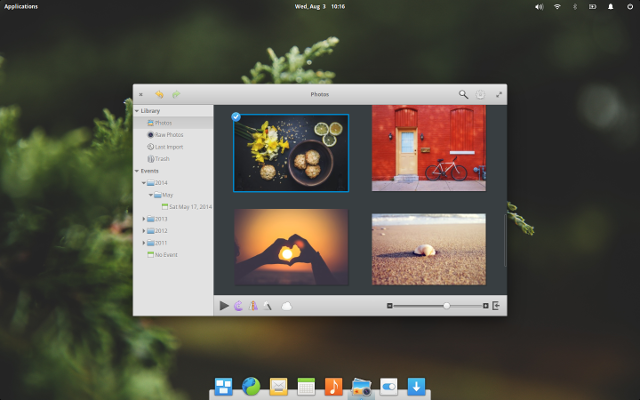 Applications
Wed, Aug 3 10:16
Photos
Library
Photos
Raw Photos
Last Import
Trash
Events
2014
May
Sat May 17, 2014
2013
2012
2011
No Event